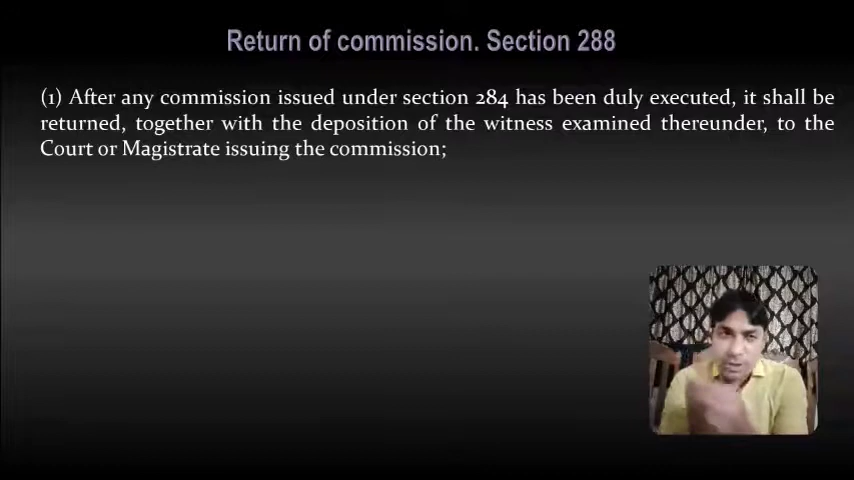 Return of commission. Section 288
(1) After any commission issued under section 284 has been duly executed, it shall be
returned, together with the deposition of the witness examined thereunder, to the
Court or Magistrate issuing the commission;